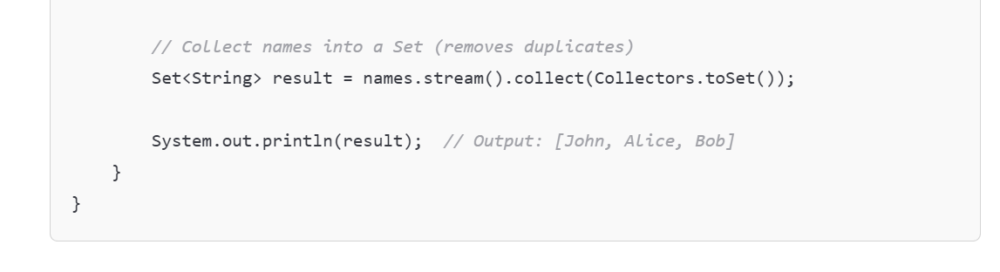 // Collect names into a Set (removes duplicates)
Set<String> result = names.stream().collect(Collectors.toSet());
System.out.println(result);  // Output: [John, Alice, Bob]
}
}